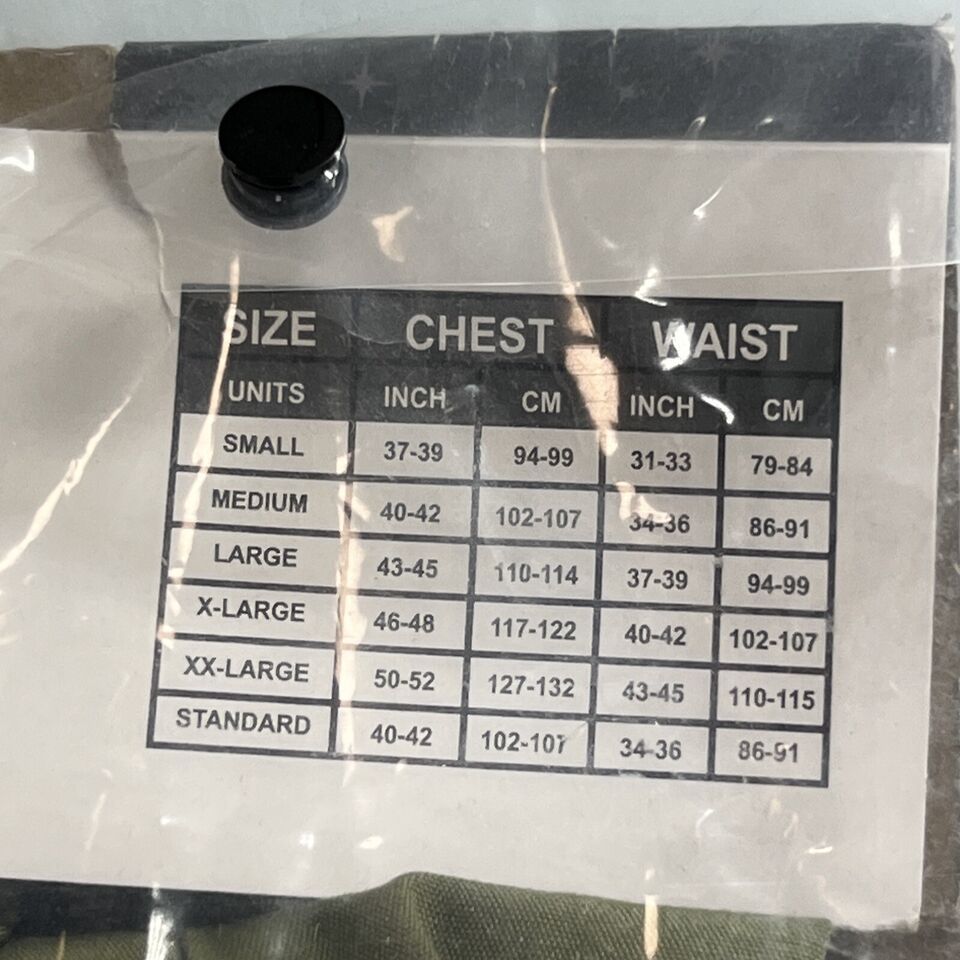 SIZE CHEST WAIST
UNITS INCH CM INCH CM
SMALL 37-39 94-99 31-33 79-84
MEDIUM 40-42 102-107 34-36 86-91
LARGE 43-45 110-114 37-39 94-99
X-LARGE 46-48 117-122 40-42 102-107
XX-LARGE 50-52 127-132 43-45 110-115
STANDARD 40-42 102-107 34-36 86-91